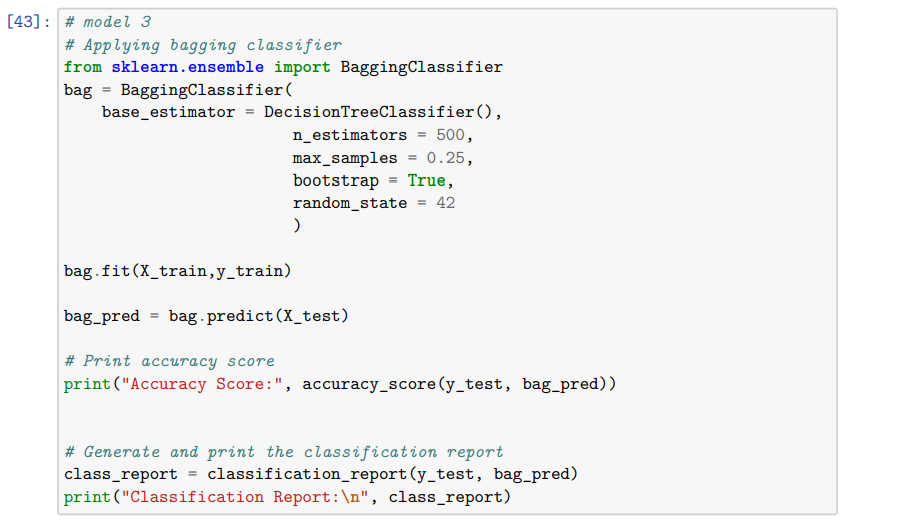 [43]: # model 3
# Applying bagging classifier
from sklearn.ensemble import BaggingClassifier
bag = BaggingClassifier(
    base_estimator = DecisionTreeClassifier(),
                        n_estimators = 500,
                        max_samples = 0.25,
                        bootstrap = True,
                        random_state = 42
                        )
bag.fit(X_train,y_train)
bag_pred = bag.predict(X_test)
# Print accuracy score
print("Accuracy Score:", accuracy_score(y_test, bag_pred))
# Generate and print the classification report
class_report = classification_report(y_test, bag_pred)
print("Classification Report:\n", class_report)